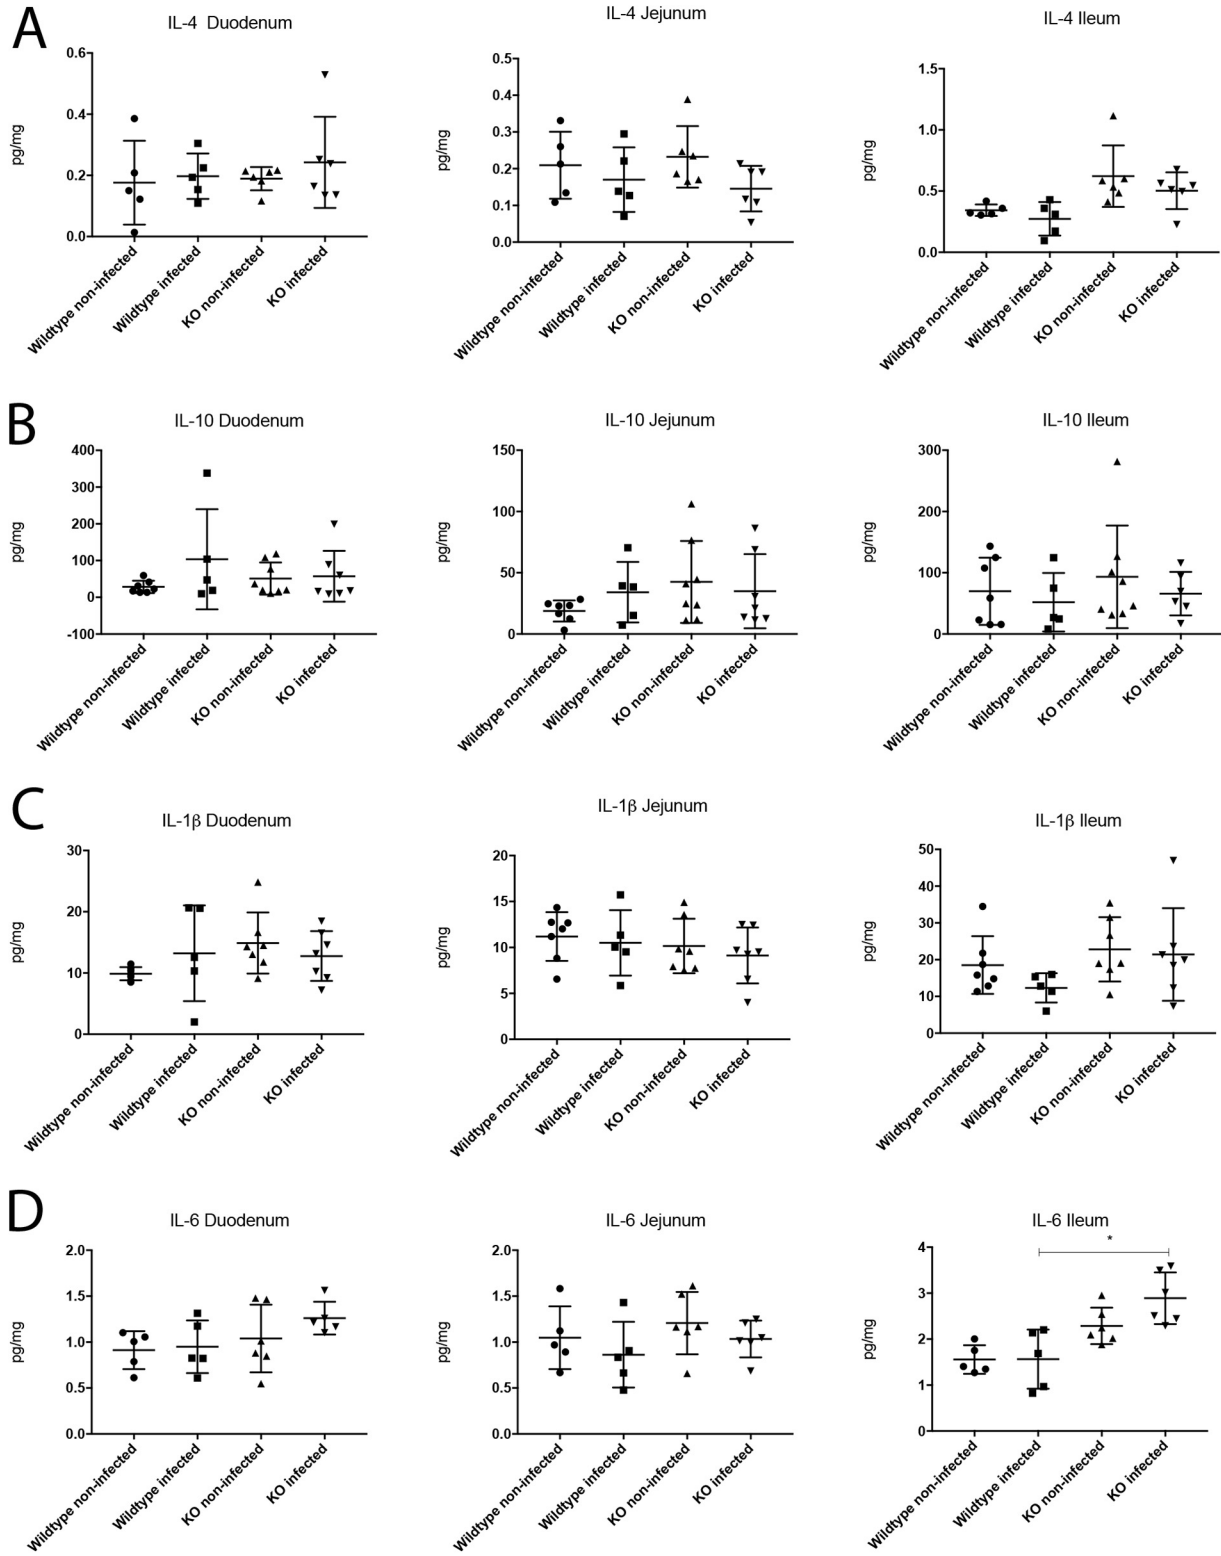 A
IL-4 Duodenum
IL-4 Jejunum
IL-4 Ileum
pg/mg
0.6
0.4
0.2
0.0
Wildtype non-infected
Wildtype infected
KO non-infected
KO infected
pg/mg
0.5
0.4
0.3
0.2
0.1
0.0
Wildtype non-infected
Wildtype infected
KO non-infected
KO infected
pg/mg
1.5
1.0
0.5
0.0
Wildtype non-infected
Wildtype infected
KO non-infected
KO infected
B
IL-10 Duodenum
IL-10 Jejunum
IL-10 Ileum
pg/mg
400
300
200
100
0
-100
Wildtype non-infected
Wildtype infected
KO non-infected
KO infected
pg/mg
150
100
50
0
Wildtype non-infected
Wildtype infected
KO non-infected
KO infected
pg/mg
300
200
100
0
Wildtype non-infected
Wildtype infected
KO non-infected
KO infected
C
IL-1β Duodenum
IL-1β Jejunum
IL-1β Ileum
pg/mg
30
20
10
0
Wildtype non-infected
Wildtype infected
KO non-infected
KO infected
pg/mg
20
15
10
5
0
Wildtype non-infected
Wildtype infected
KO non-infected
KO infected
pg/mg
50
40
30
20
10
0
Wildtype non-infected
Wildtype infected
KO non-infected
KO infected
D
IL-6 Duodenum
IL-6 Jejunum
IL-6 Ileum
pg/mg
2.0
1.5
1.0
0.5
0.0
Wildtype non-infected
Wildtype infected
KO non-infected
KO infected
pg/mg
2.0
1.5
1.0
0.5
0.0
Wildtype non-infected
Wildtype infected
KO non-infected
KO infected
pg/mg
4
3
2
1
0
*
Wildtype non-infected
Wildtype infected
KO non-infected
KO infected